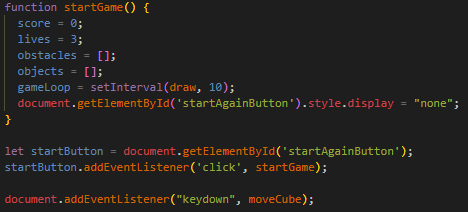 function startGame() {
score = 0;
lives = 3;
obstacles = [];
objects = [];
gameLoop = setInterval(draw, 10);
document.getElementById('startAgainButton').style.display = "none";
}
let startButton = document.getElementById('startAgainButton');
startButton.addEventListener('click', startGame);
document.addEventListener("keydown", moveCube);